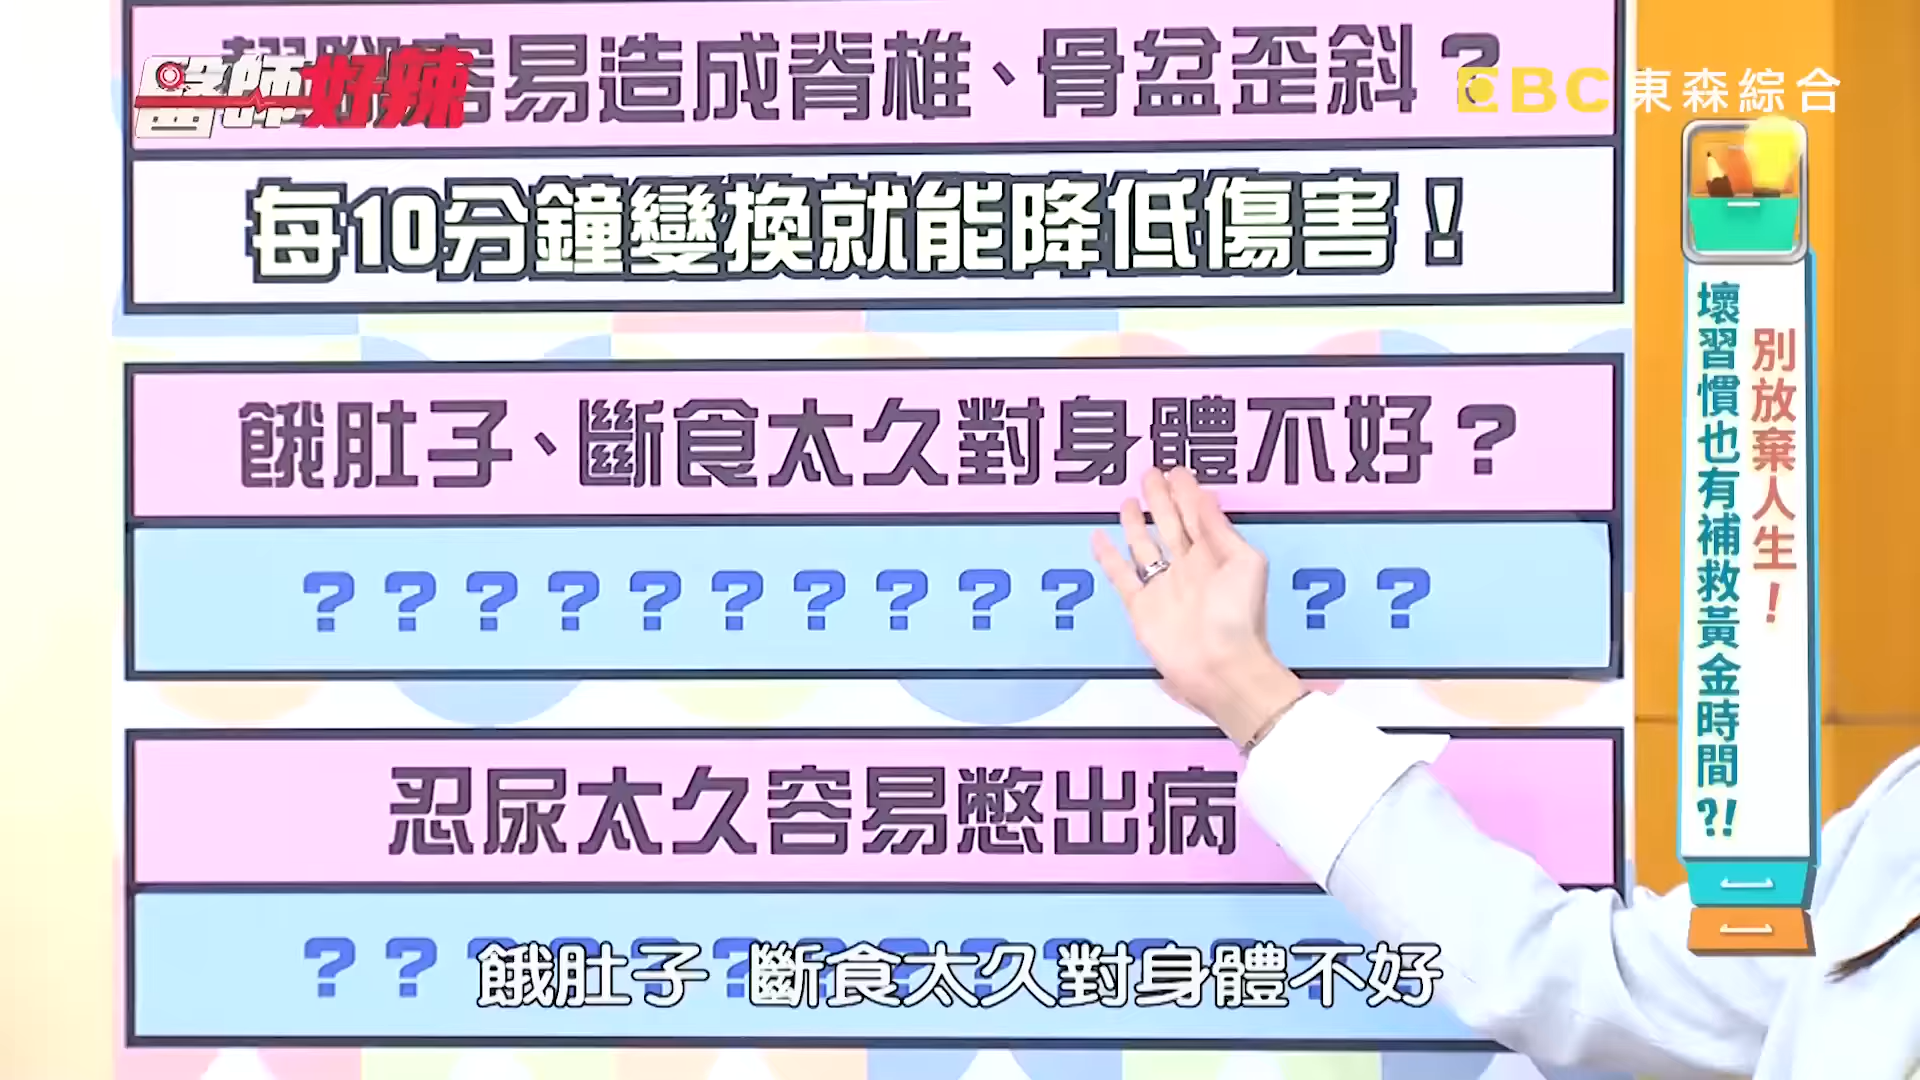 醫師好辣
翹腳容易造成脊椎、骨盆歪斜？
EBC 東森綜合
每10分鐘變換就能降低傷害！
餓肚子、斷食太久對身體不好？
？？？？？？？？？？ ？？
忍尿太久容易憋出病
別放棄人生！
壞習慣也有補救黃金時間?!
餓肚子 斷食太久對身體不好